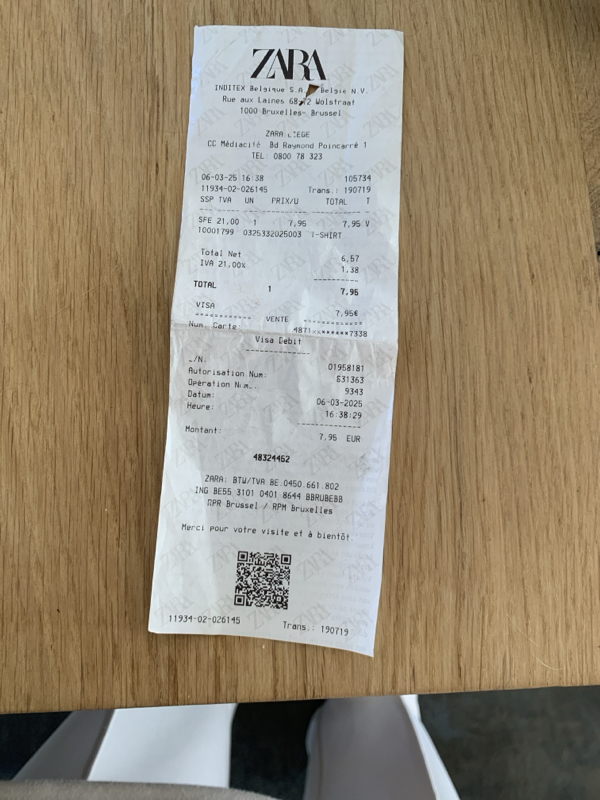 ZARA
INDITEX Belgique S.A. Belgie N.V.
Rue aux Laines 68-72 Wolstraat
1000 Bruxelles- Brussel
ZARA LIEGE
CC Médiacité. Bd Raymond Poincarré 1
TEL: 0800 78 323
06-03-25 16:38 105734
11934-02-026145 Trans.: 190719
SSP TVA UN PRIX/U TOTAL T
SFE 21,00 1 7,95 7,95 V
10001799 0325332025003 T-SHIRT
Total Net 6,57
IVA 21.00% 1.38
TOTAL 1 7,95
VISA 7,95€
VENTE
Num. Carte: 4871xx******7338
Visa Debit
/N: 01958181
Autorisation Num: 631363
Opération Num.: 9343
Datum: 06-03-2025
Heure: 16:38:29
Montant: 7,95 EUR
48324452
ZARA: BTW/TVA BE.0450.661.802
ING BE55 3101 0401 8644 BBRUBEBB
RPR Brussel / RPM Bruxelles
Merci pour votre visite et à bientôt.
11934-02-026145 Trans.: 190719